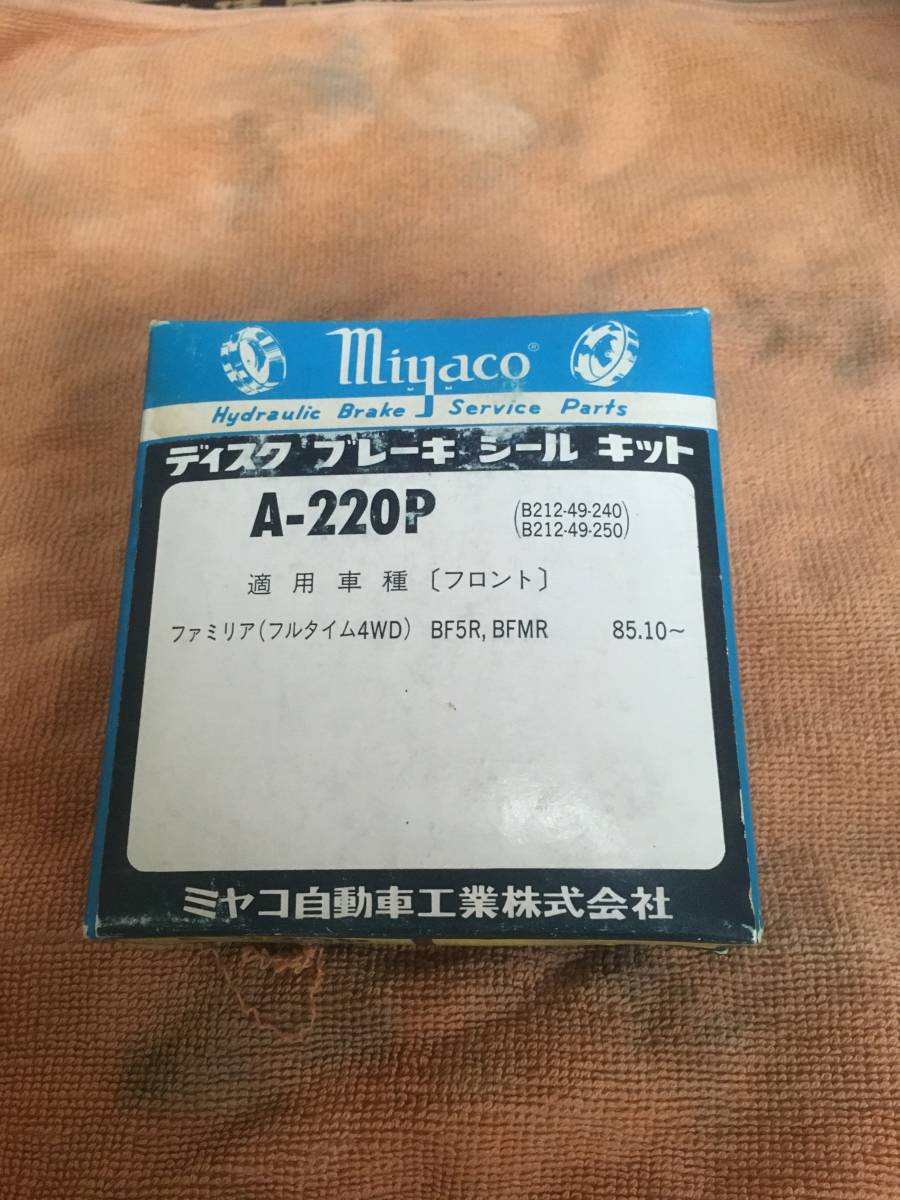 miyaco®
Hydraulic Brake Service Parts
ディスク ブレーキ シール キット
A-220P (B212-49-240
B212-49-250)
適用車種〔フロント〕
ファミリア(フルタイム4WD) BF5R, BFMR 85.10~
ミヤコ自動車工業株式会社